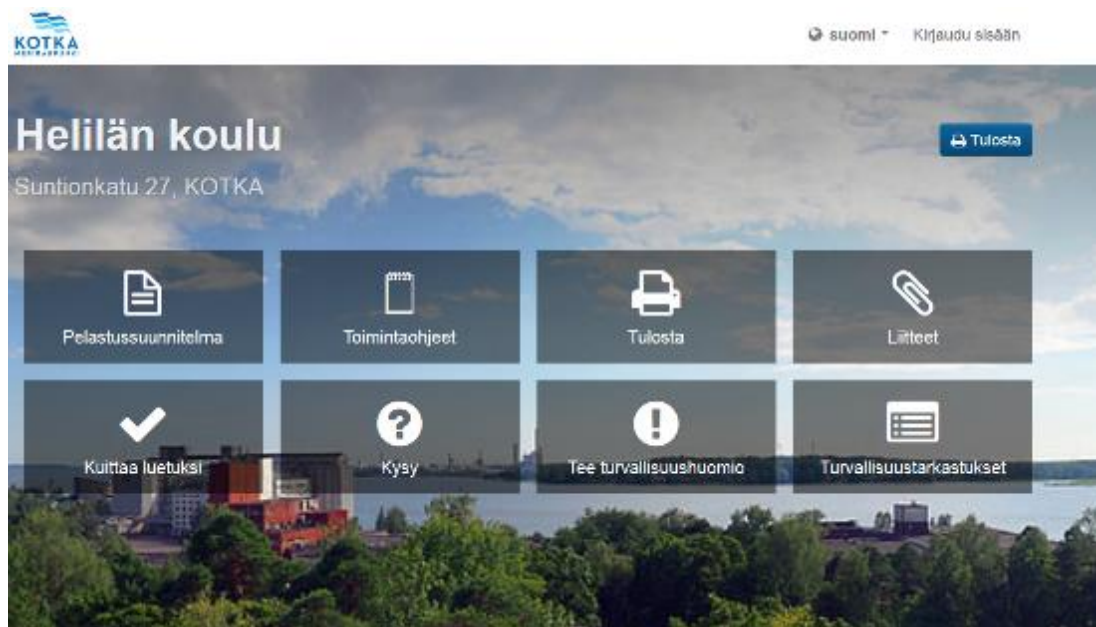 KOTKA
suomi
Kirjaudu sisään
Helilän koulu
Tulosta
Suntionkatu 27, KOTKA
Pelastussuunnitelma
Toimintaohjeet
Tulosta
Liitteet
Kuittaa luetuksi
Kysy
Tee turvallisuushuomio
Turvallisuustarkastukset